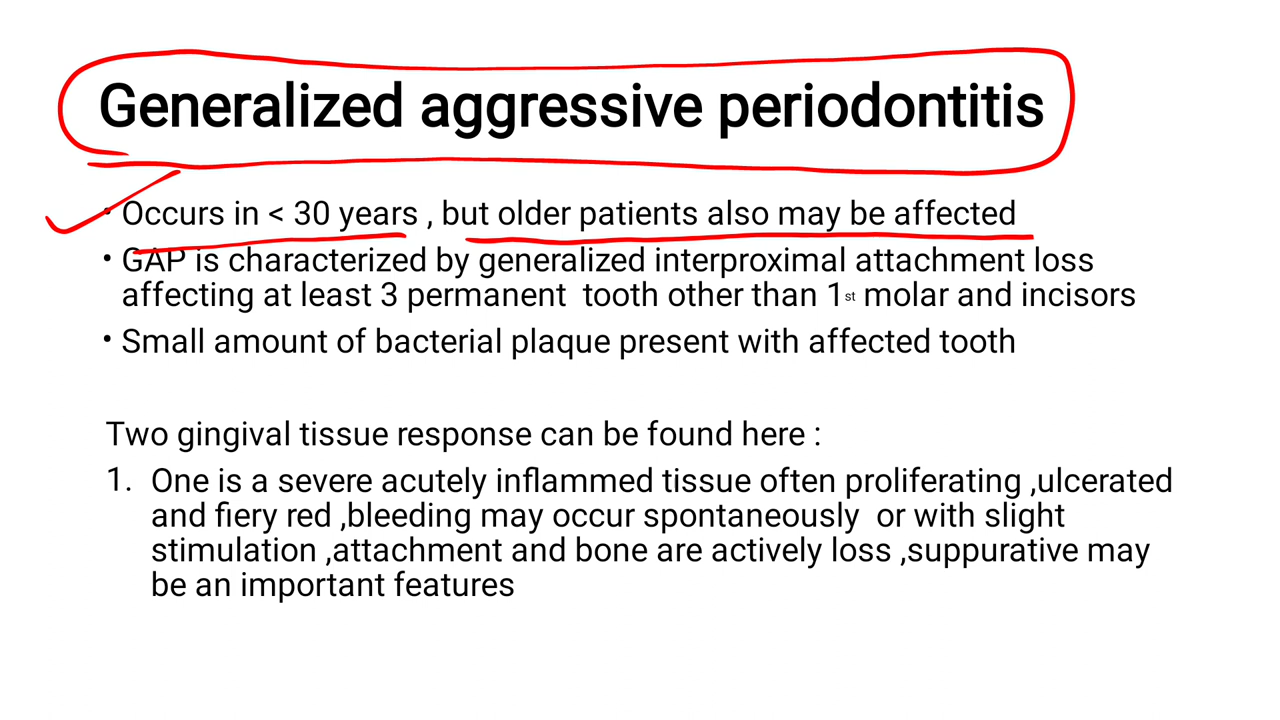 Generalized aggressive periodontitis
• Occurs in < 30 years , but older patients also may be affected
• GAP is characterized by generalized interproximal attachment loss
affecting at least 3 permanent  tooth other than 1st molar and incisors
• Small amount of bacterial plaque present with affected tooth
Two gingival tissue response can be found here :
1. One is a severe acutely inflammed tissue often proliferating ,ulcerated
and fiery red ,bleeding may occur spontaneously  or with slight
stimulation ,attachment and bone are actively loss ,suppurative may
be an important features